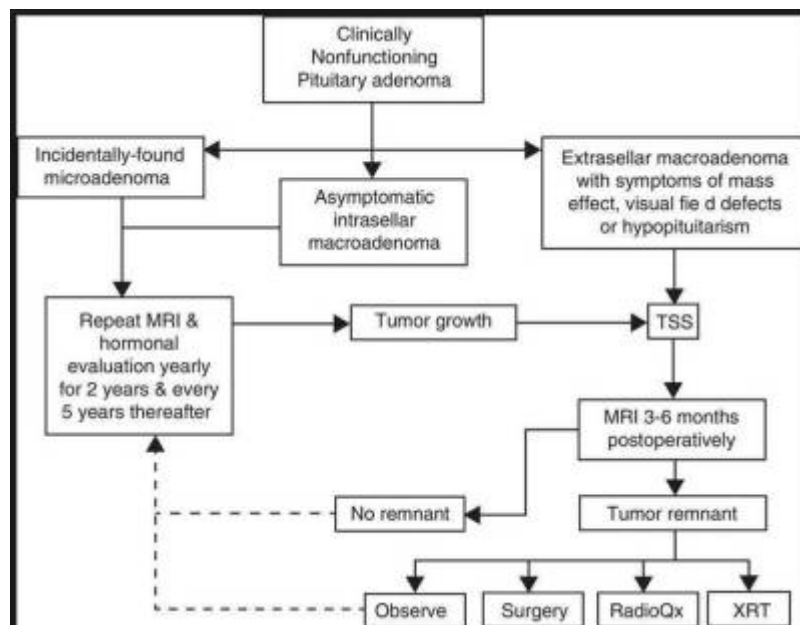 Clinically
Nonfunctioning
Pituitary adenoma
Incidentally-found
microadenoma
Asymptomatic
intrasellar
macroadenoma
Extrasellar macroadenoma
with symptoms of mass
effect, visual fie d defects
or hypopituitarism
Repeat MRI &
hormonal
evaluation yearly
for 2 years & every
5 years thereafter
Tumor growth
TSS
MRI 3-6 months
postoperatively
No remnant
Tumor remnant
Observe
Surgery
RadioQx
XRT